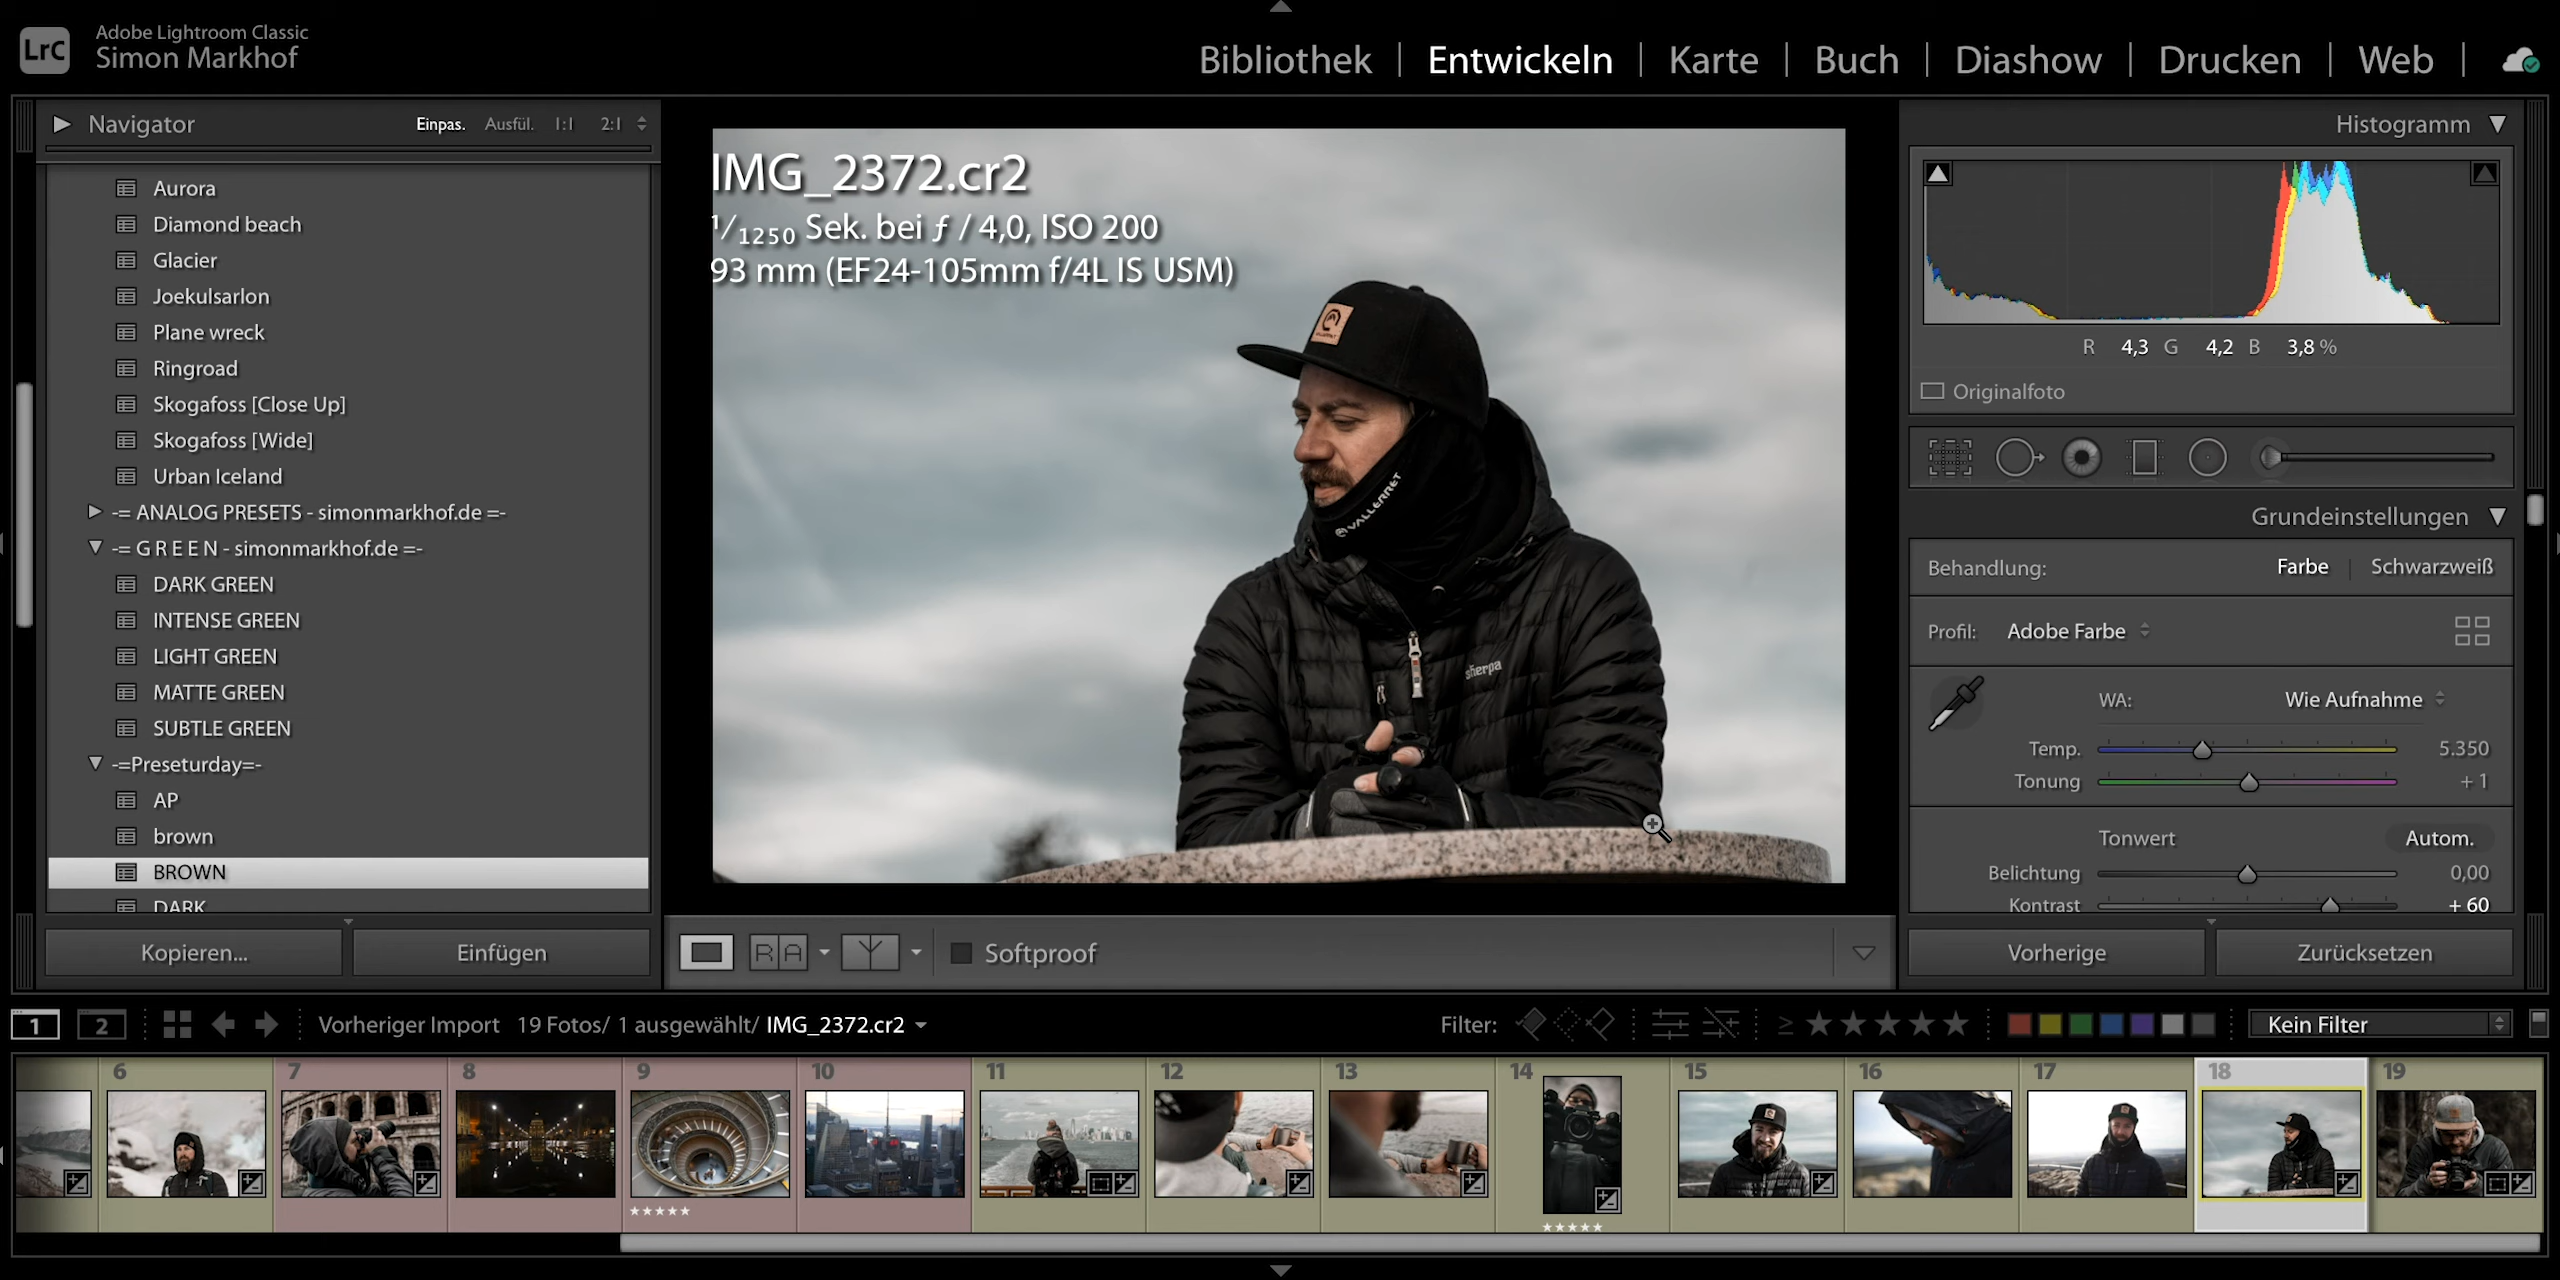 LrC
Adobe Lightroom Classic
Simon Markhof
Bibliothek | Entwickeln | Karte | Buch | Diashow | Drucken | Web |
Navigator Einpas. Ausfül. 1:1 2:1
Aurora
Diamond beach
Glacier
Joekulsarlon
Plane wreck
Ringroad
Skogafoss [Close Up]
Skogafoss [Wide]
Urban Iceland
-= ANALOG PRESETS - simonmarkhof.de =-
-= G R E E N - simonmarkhof.de =-
DARK GREEN
INTENSE GREEN
LIGHT GREEN
MATTE GREEN
SUBTLE GREEN
-=Preseturday=-
AP
brown
BROWN
DARK
Kopieren... Einfügen
IMG_2372.cr2
1/1250 Sek. bei ƒ / 4,0, ISO 200
93 mm (EF24-105mm f/4L IS USM)
VALLERRET
sherpa
R A Y Softproof
Histogramm
R 4,3 G 4,2 B 3,8 %
Originalfoto
Grundeinstellungen
Behandlung: Farbe | Schwarzweiß
Profil: Adobe Farbe
WA: Wie Aufnahme
Temp. 5.350
Tonung + 1
Tonwert Autom.
Belichtung 0,00
Kontrast + 60
Vorherige Zurücksetzen
1 2 Vorheriger Import 19 Fotos/ 1 ausgewählt/ IMG_2372.cr2 Filter: ≥ Kein Filter
6 7 8 9 10 11 12 13 14 15 16 17 18 19